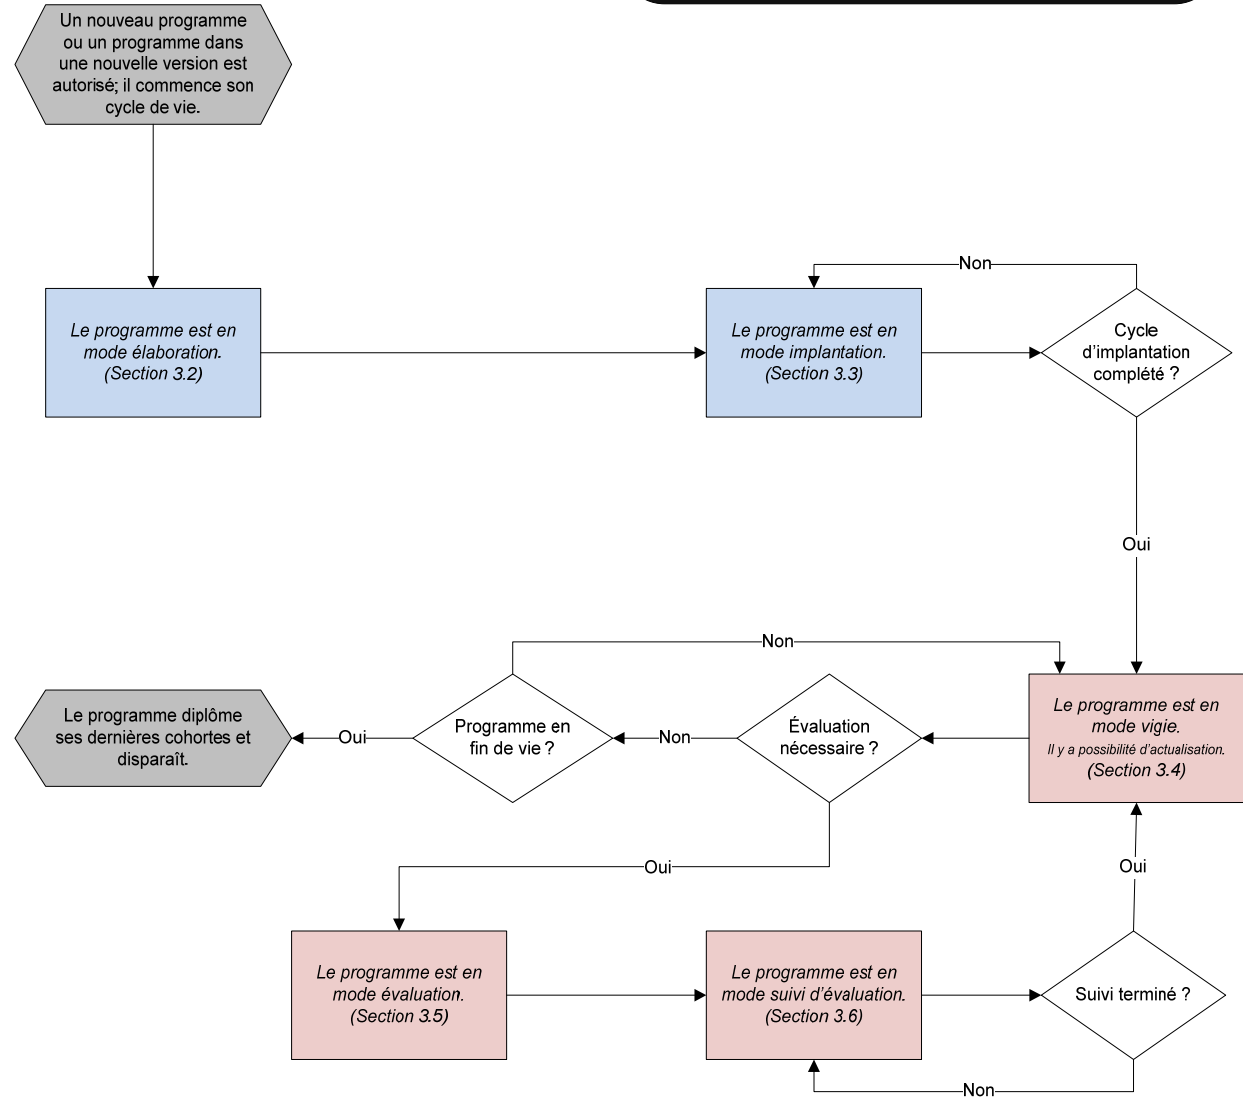 Un nouveau programme
ou un programme dans
une nouvelle version est
autorisé; il commence son
cycle de vie.
Non
Le programme est en
mode élaboration.
(Section 3.2)
Le programme est en
mode implantation.
(Section 3.3)
Cycle
d'implantation
complété ?
Oui
Non
Le programme diplôme
ses dernières cohortes et
disparaît.
Oui
Programme en
fin de vie ?
Non
Évaluation
nécessaire ?
Le programme est en
mode vigie.
Il y a possibilité d'actualisation.
(Section 3.4)
Oui
Oui
Le programme est en
mode évaluation.
(Section 3.5)
Le programme est en
mode suivi d'évaluation.
(Section 3.6)
Suivi terminé ?
Non